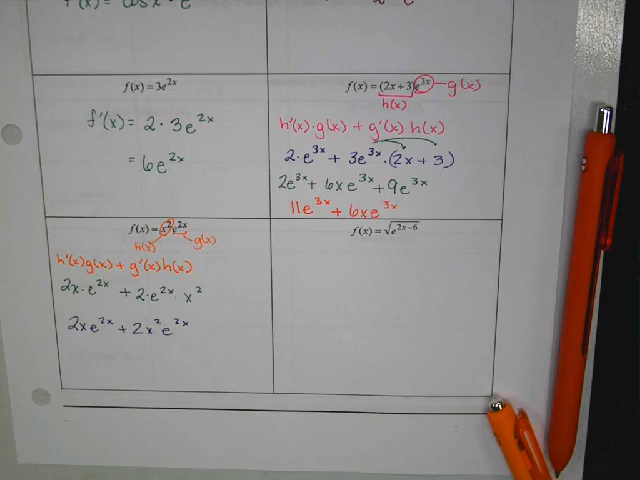 f(x) = 3e^{2x}
f'(x) = 2 · 3e^{2x}
= 6e^{2x}
f(x) = (2x + 3)e^{3x} g(x)
h(x)
h'(x) · g(x) + g'(x) h(x)
2 · e^{3x} + 3e^{3x} · (2x + 3)
2e^{3x} + 6xe^{3x} + 9e^{3x}
11e^{3x} + 6xe^{3x}
f(x) = x^2e^{2x}
h(x) g(x)
h'(x)g(x) + g'(x)h(x)
2x · e^{2x} + 2 · e^{2x} · x^2
2xe^{2x} + 2x^2 e^{2x}
f(x) = √e^{2x-6}